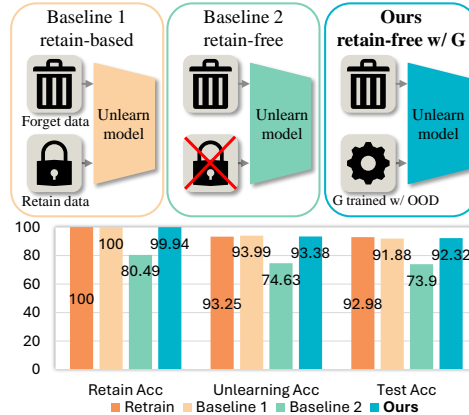 Baseline 1
retain-based
Forget data
Unlearn
model
Retain data
Baseline 2
retain-free
Unlearn
model
Ours
retain-free w/ G
Unlearn
model
G trained w/ OOD
100
80
60
40
20
0
100
100
80.49
99.94
93.25
93.99
74.63
93.38
92.98
91.88
73.9
92.32
Retain Acc
Unlearning Acc
Test Acc
Retrain
Baseline 1
Baseline 2
Ours